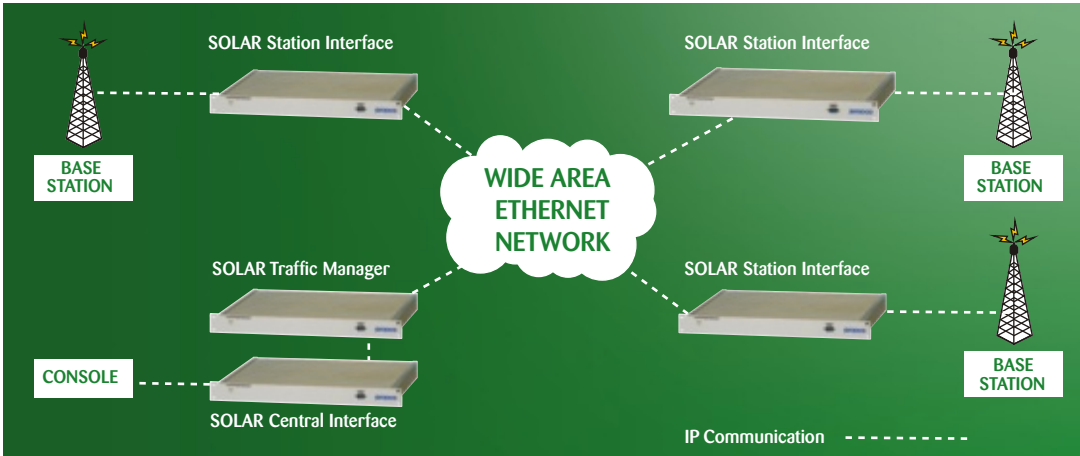 SOLAR Station Interface
SOLAR Station Interface
BASE
STATION
WIDE AREA
ETHERNET
NETWORK
BASE
STATION
SOLAR Traffic Manager
SOLAR Station Interface
CONSOLE
SOLAR Central Interface
BASE
STATION
IP Communication